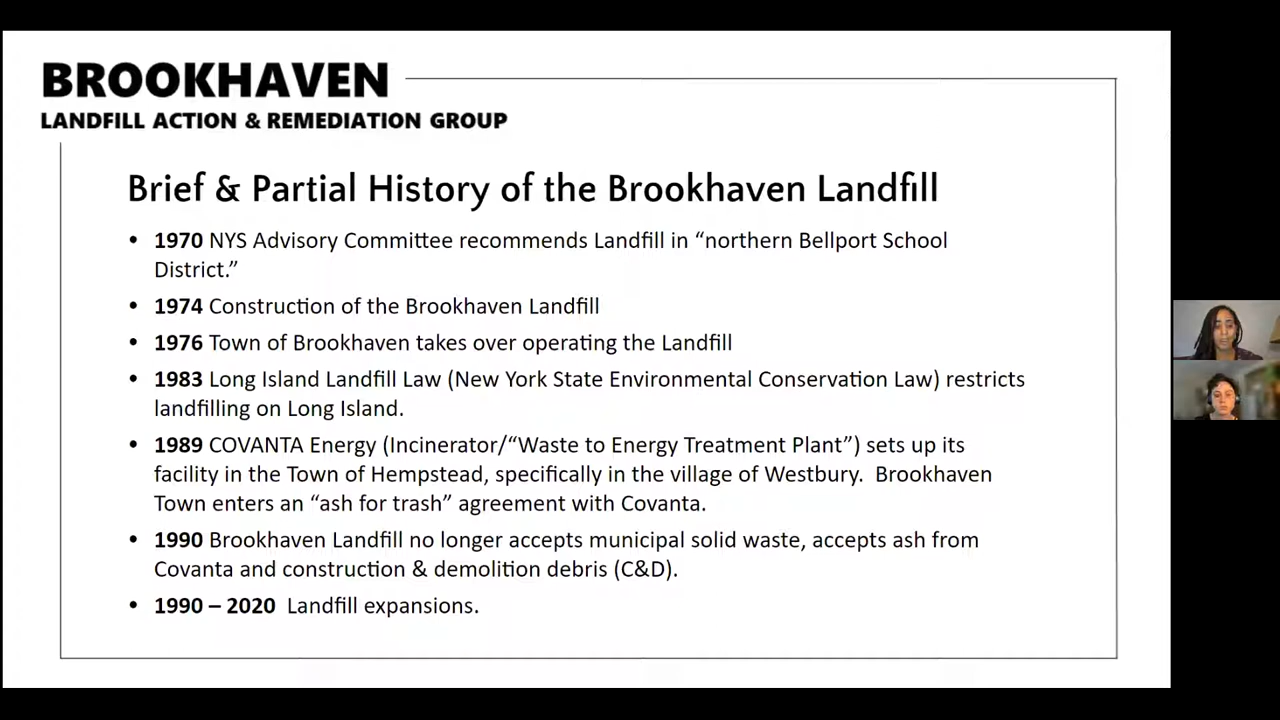 BROOKHAVEN
LANDFILL ACTION & REMEDIATION GROUP
Brief & Partial History of the Brookhaven Landfill
• 1970 NYS Advisory Committee recommends Landfill in “northern Bellport School
District.”
• 1974 Construction of the Brookhaven Landfill
• 1976 Town of Brookhaven takes over operating the Landfill
• 1983 Long Island Landfill Law (New York State Environmental Conservation Law) restricts
landfilling on Long Island.
• 1989 COVANTA Energy (Incinerator/“Waste to Energy Treatment Plant”) sets up its
facility in the Town of Hempstead, specifically in the village of Westbury.  Brookhaven
Town enters an “ash for trash” agreement with Covanta.
• 1990 Brookhaven Landfill no longer accepts municipal solid waste, accepts ash from
Covanta and construction & demolition debris (C&D).
• 1990 – 2020  Landfill expansions.